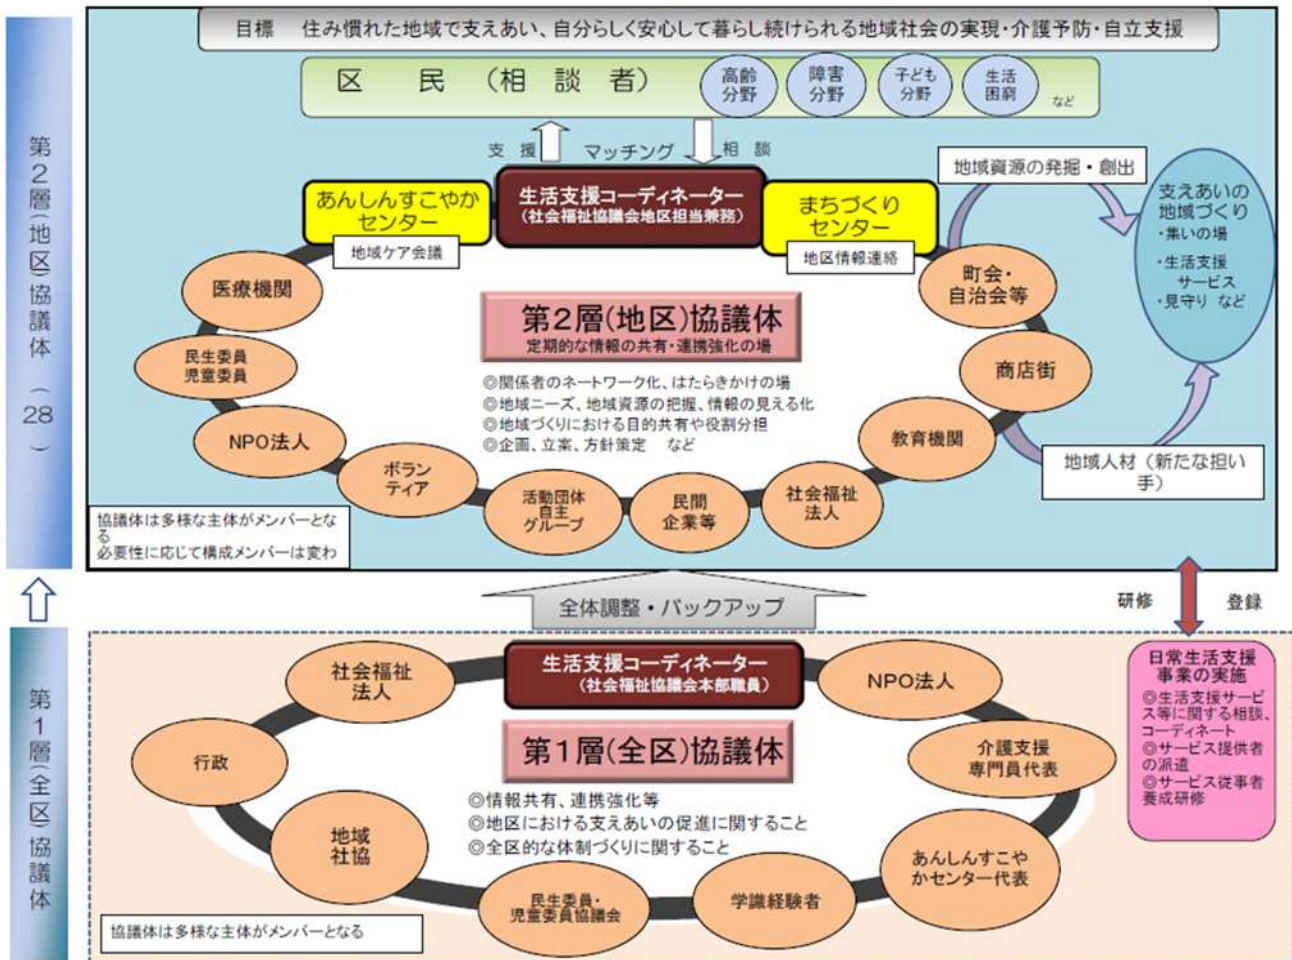 目標　住み慣れた地域で支えあい、自分らしく安心して暮らし続けられる地域社会の実現・介護予防・自立支援
区　民　（相　談　者）
高齢
分野
障害
分野
子ども
分野
生活
困窮
など
支　援
マッチング
相　談
第２層（地区）協議体（28）
あんしんすこやか
センター
地域ケア会議
生活支援コーディネーター
（社会福祉協議会地区担当兼務）
まちづくり
センター
地区情報連絡
地域資源の発掘・創出
支えあいの
地域づくり
・集いの場
・生活支援
サービス
・見守り など
医療機関
町会・
自治会等
第２層（地区）協議体
定期的な情報の共有・連携強化の場
民生委員
児童委員
商店街
◎関係者のネットワーク化、はたらきかけの場
◎地域ニーズ、地域資源の把握、情報の見える化
◎地域づくりにおける目的共有や役割分担
◎企画、立案、方針策定　など
NPO法人
教育機関
ボラン
ティア
活動団体
自主
グループ
民間
企業等
社会福祉
法人
地域人材（新たな担い
手）
協議体は多様な主体がメンバーとな
る
必要性に応じて構成メンバーは変わ
全体調整・バックアップ
研修
登録
第１層（全区）協議体
社会福祉
法人
生活支援コーディネーター
（社会福祉協議会本部職員）
NPO法人
行政
第１層（全区）協議体
介護支援
専門員代表
◎情報共有、連携強化等
◎地区における支えあいの促進に関すること
◎全区的な体制づくりに関すること
地域
社協
あんしんすこや
かセンター代表
民生委員・
児童委員協議会
学識経験者
協議体は多様な主体がメンバーとなる
日常生活支援
事業の実施
◎生活支援サービ
ス等に関する相談、
コーディネート
◎サービス提供者
の派遣
◎サービス従事者
養成研修